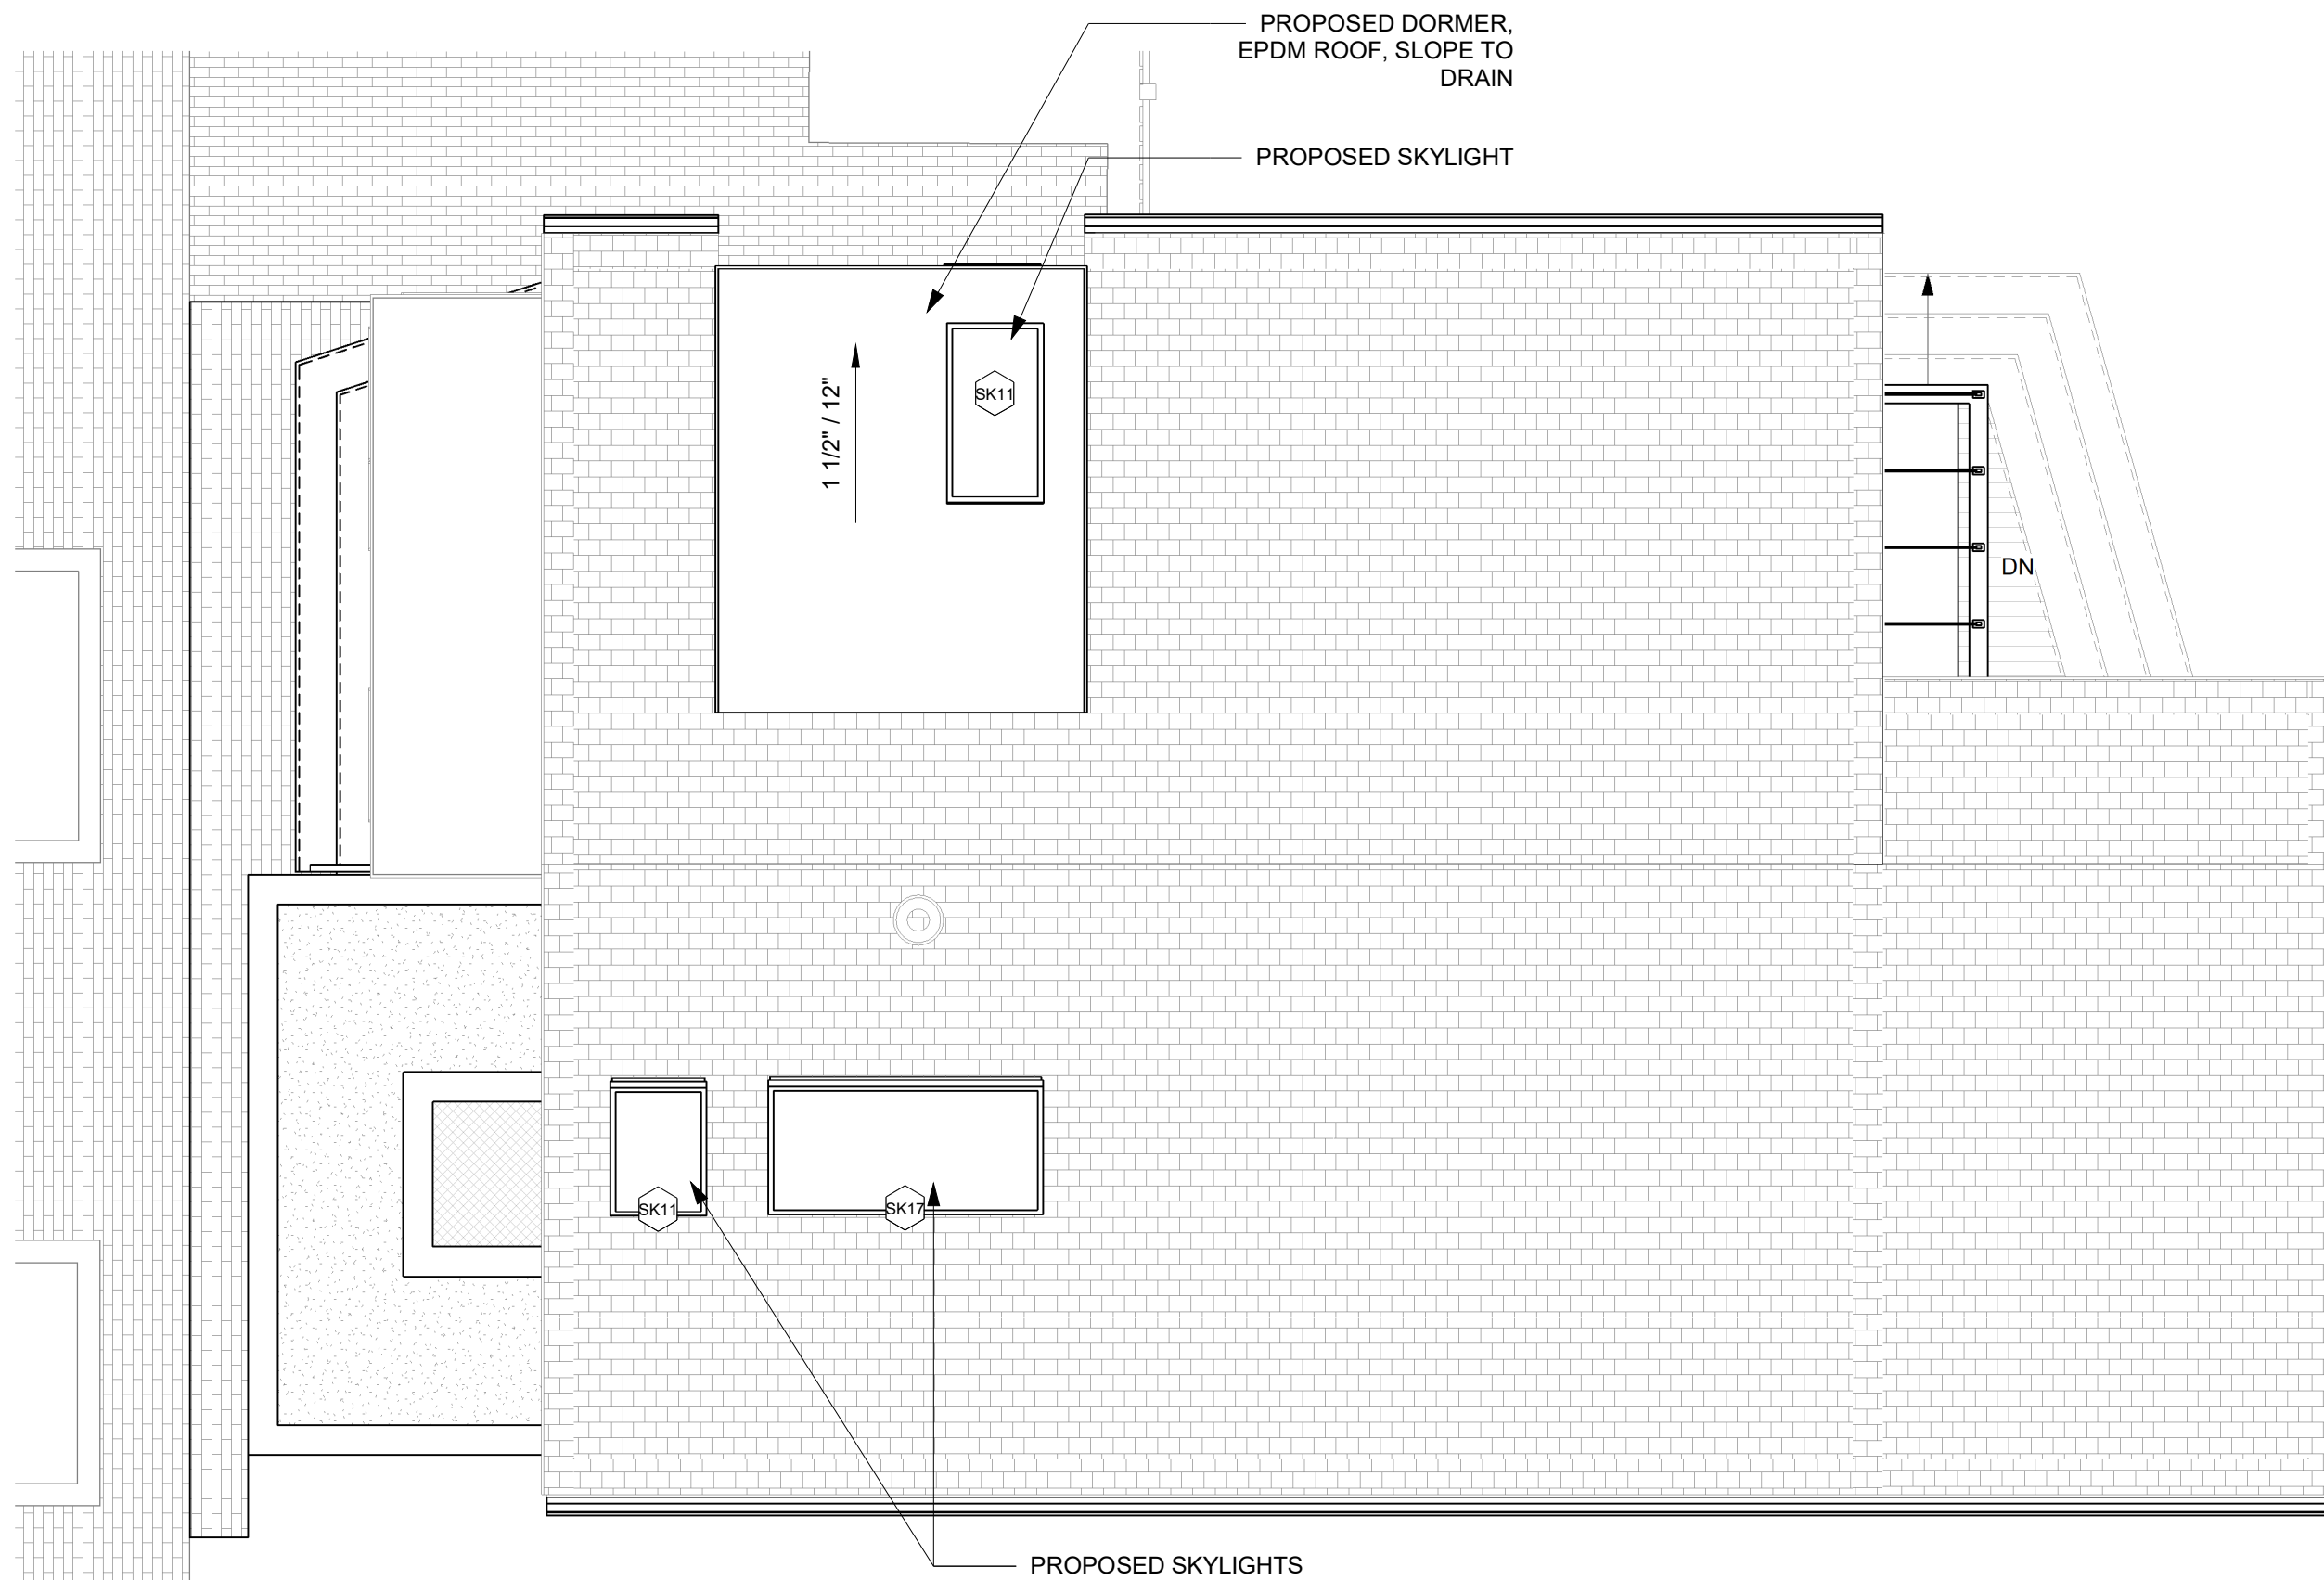 PROPOSED DORMER,
EPDM ROOF, SLOPE TO
DRAIN
PROPOSED SKYLIGHT
SK11
1 1/2" / 12"
DN
SK11
SK17
PROPOSED SKYLIGHTS